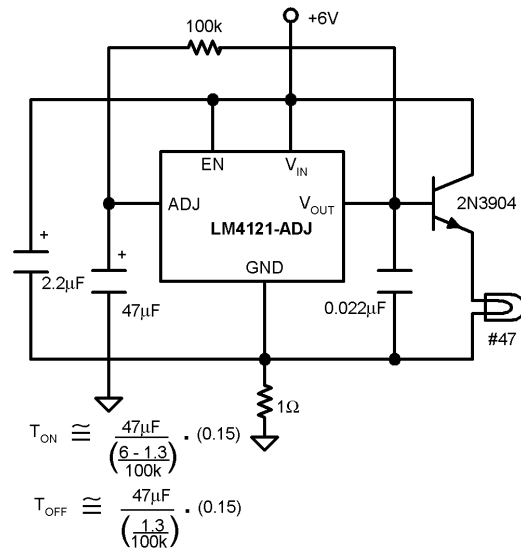 +6V
100k
EN
V_IN
ADJ
V_OUT
LM4121-ADJ
GND
2N3904
+
2.2μF
+
47μF
0.022μF
#47
1Ω
T_ON ≅ 47μF / ((6 - 1.3) / 100k) · (0.15)
T_OFF ≅ 47μF / (1.3 / 100k) · (0.15)